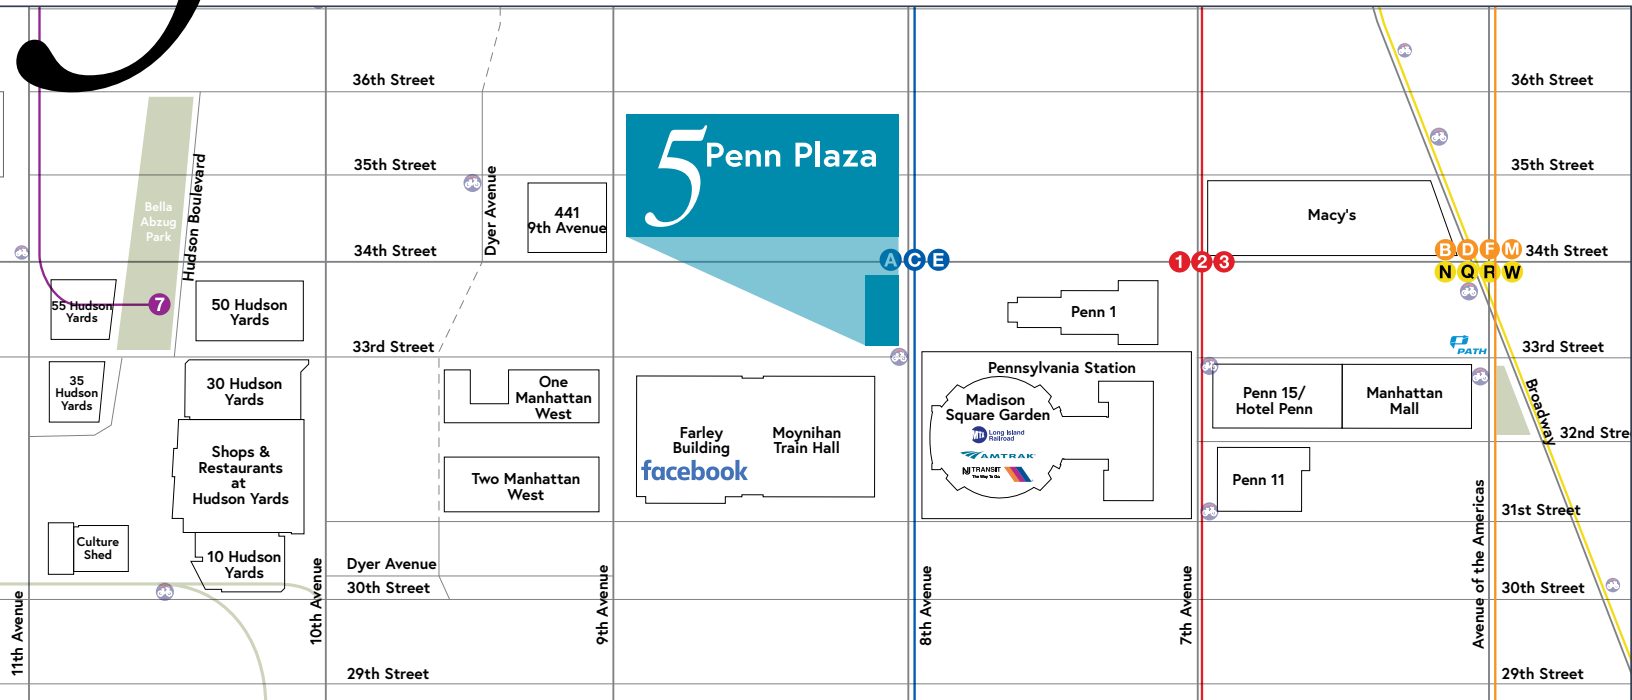 36th Street
36th Street
5 Penn Plaza
35th Street
35th Street
Hudson Boulevard
Dyer Avenue
Bella
Abzug
Park
441
9th Avenue
Macy's
34th Street
A C E
1 2 3
B D F M
34th Street
N Q R W
55 Hudson
Yards
7
50 Hudson
Yards
Penn 1
33rd Street
PATH
33rd Street
35
Hudson
Yards
30 Hudson
Yards
One
Manhattan
West
Pennsylvania Station
Madison
Square Garden
MTA Long Island
Railroad
AMTRAK
NJ TRANSIT
The Way To Go
Penn 15/
Hotel Penn
Manhattan
Mall
Broadway
32nd Stre
Farley
Building
facebook
Moynihan
Train Hall
Shops &
Restaurants
at
Hudson Yards
Two Manhattan
West
Penn 11
31st Street
Culture
Shed
10 Hudson
Yards
Dyer Avenue
30th Street
30th Street
11th Avenue
10th Avenue
9th Avenue
8th Avenue
7th Avenue
Avenue of the Americas
29th Street
29th Street